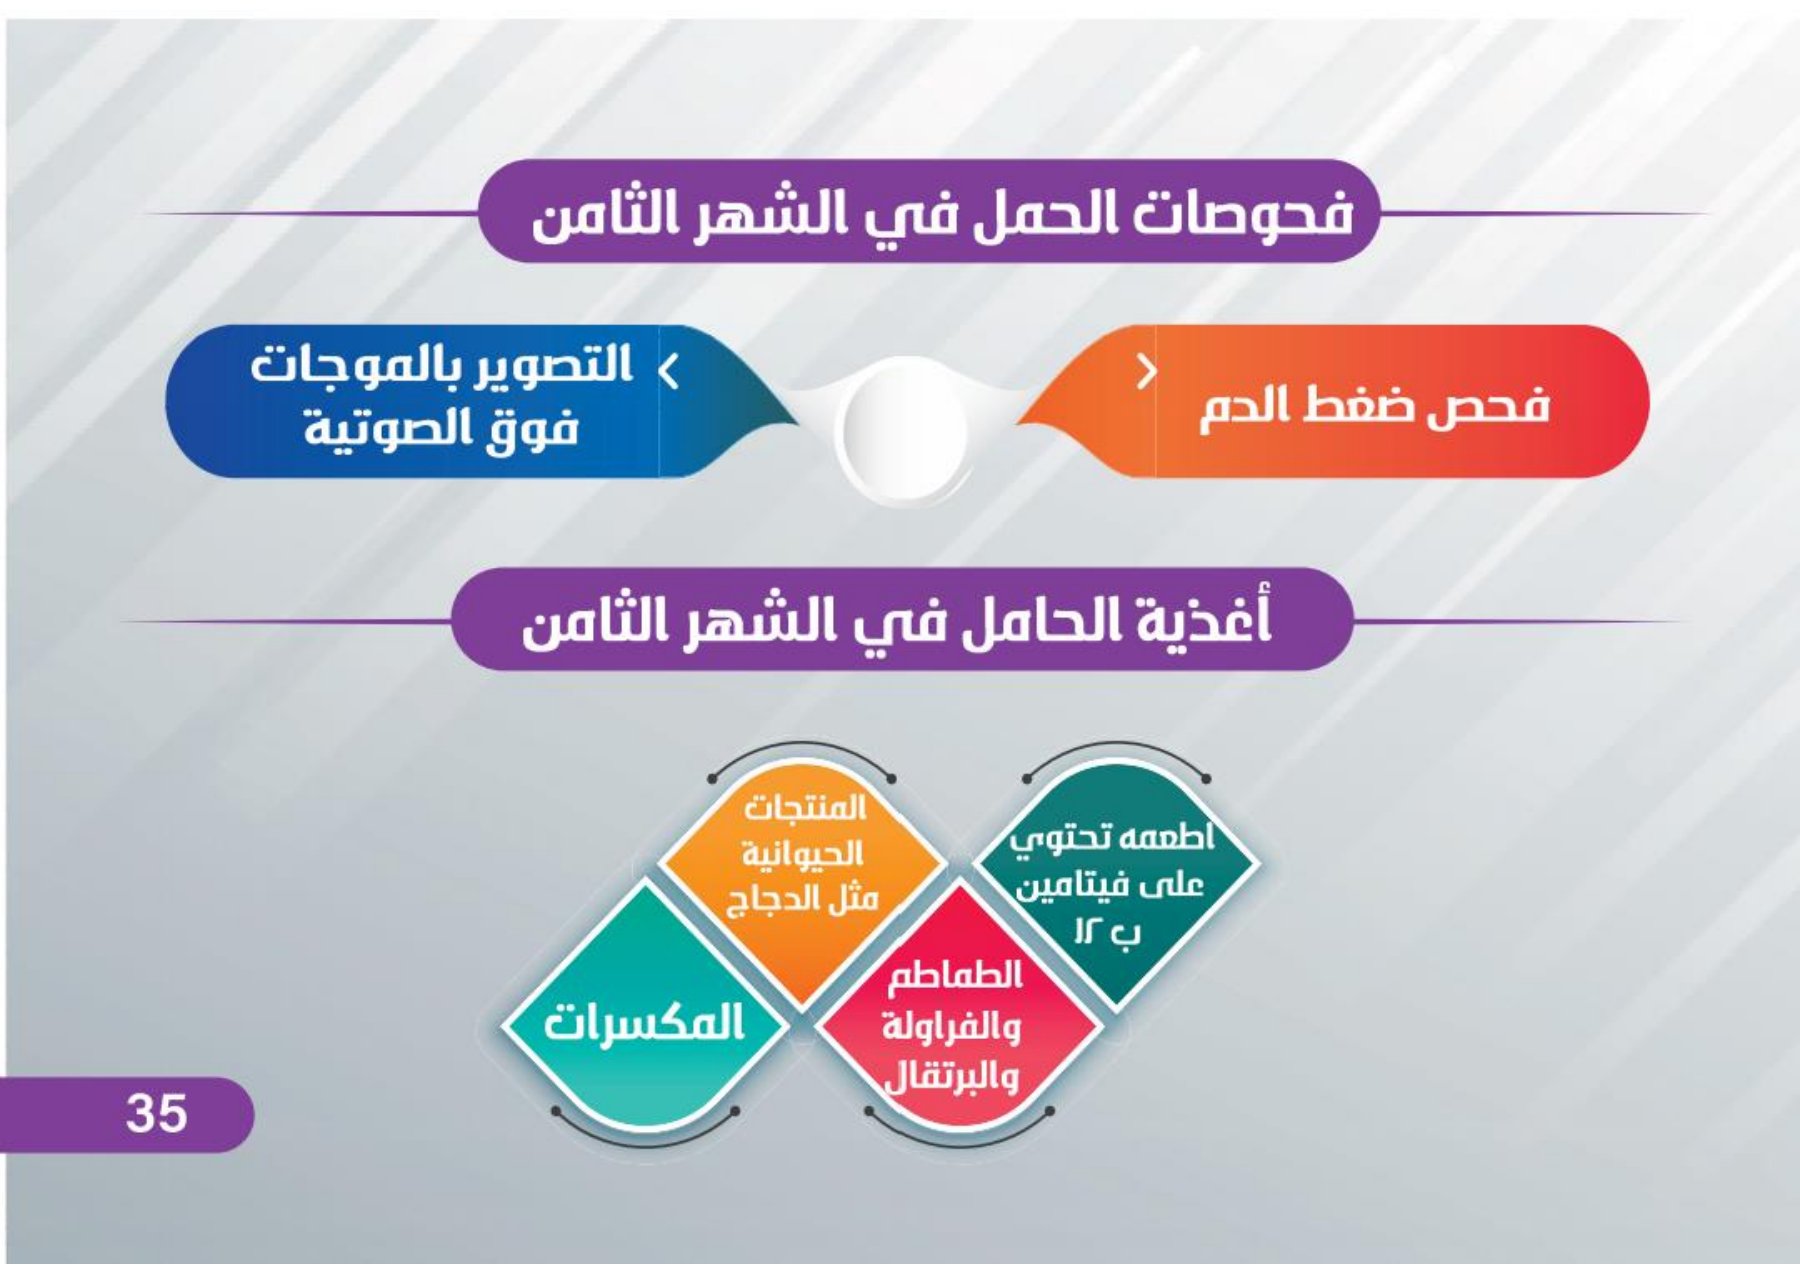 فحوصات الحمل في الشهر الثامن
فحص ضغط الدم
التصوير بالموجات
فوق الصوتية
أغذية الحامل في الشهر الثامن
اطعمه تحتوي
على فيتامين
ب ١٢
الطماطم
والفراولة
والبرتقال
المنتجات
الحيوانية
مثل الدجاج
المكسرات
35